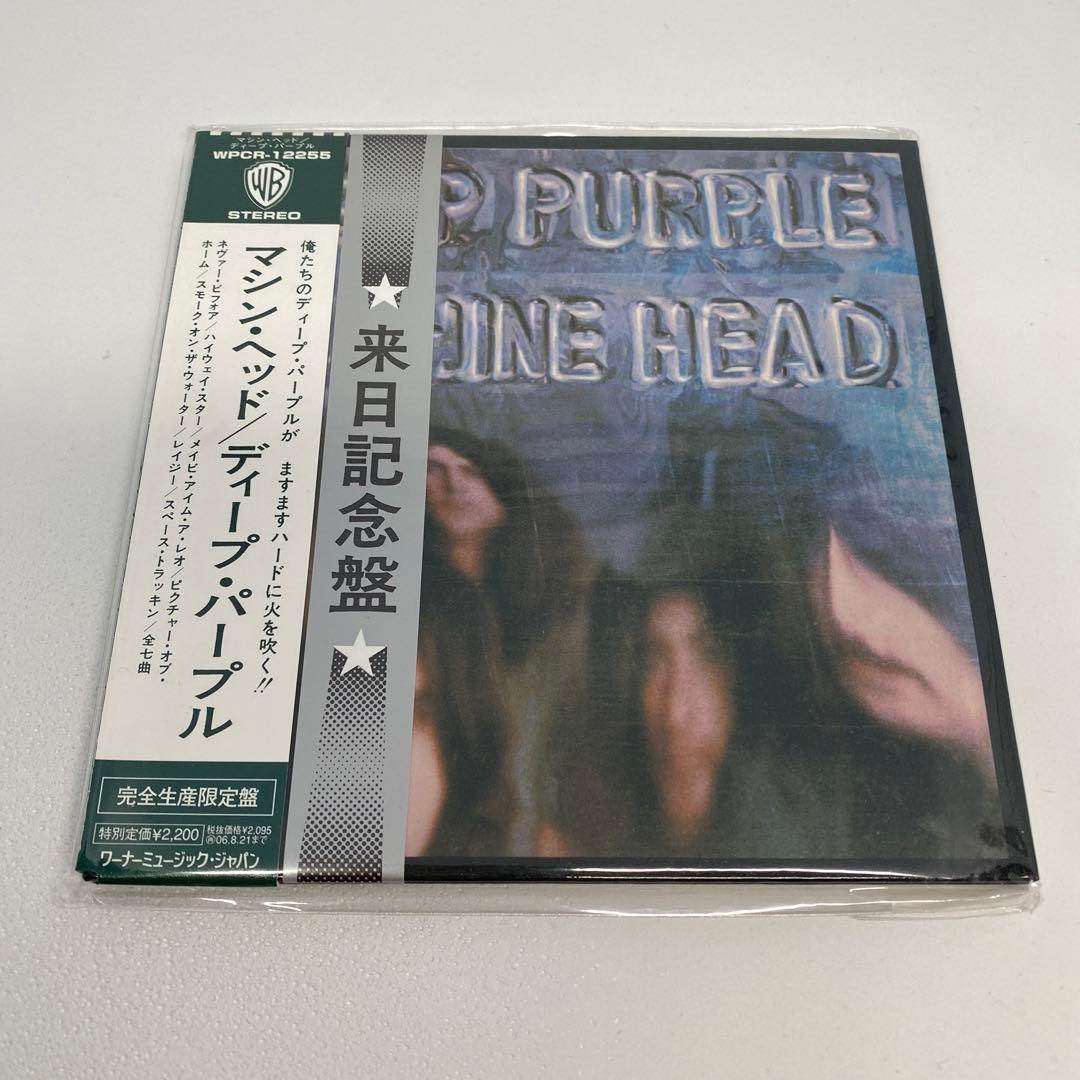 マシン・ヘッド/
ディープ・パープル
WPCR-12255
WB
STEREO
俺たちのディープ・パープルが ますますハードに火を吹く!!
マシン・ヘッド/ディープ・パープル
ネヴァー・ビフォア/ハイウェイ・スター/メイビ・アイム・ア・レオ/ピクチャー・オブ・
ホーム/スモーク・オン・ザ・ウォーター/レイジー/スペース・トラッキン/全七曲
完全生産限定盤
特別定価¥2,200
税抜価格¥2,095
06.8.21まで
ワーナーミュージック・ジャパン
★来日記念盤★
P PURPLE
HINE HEAD